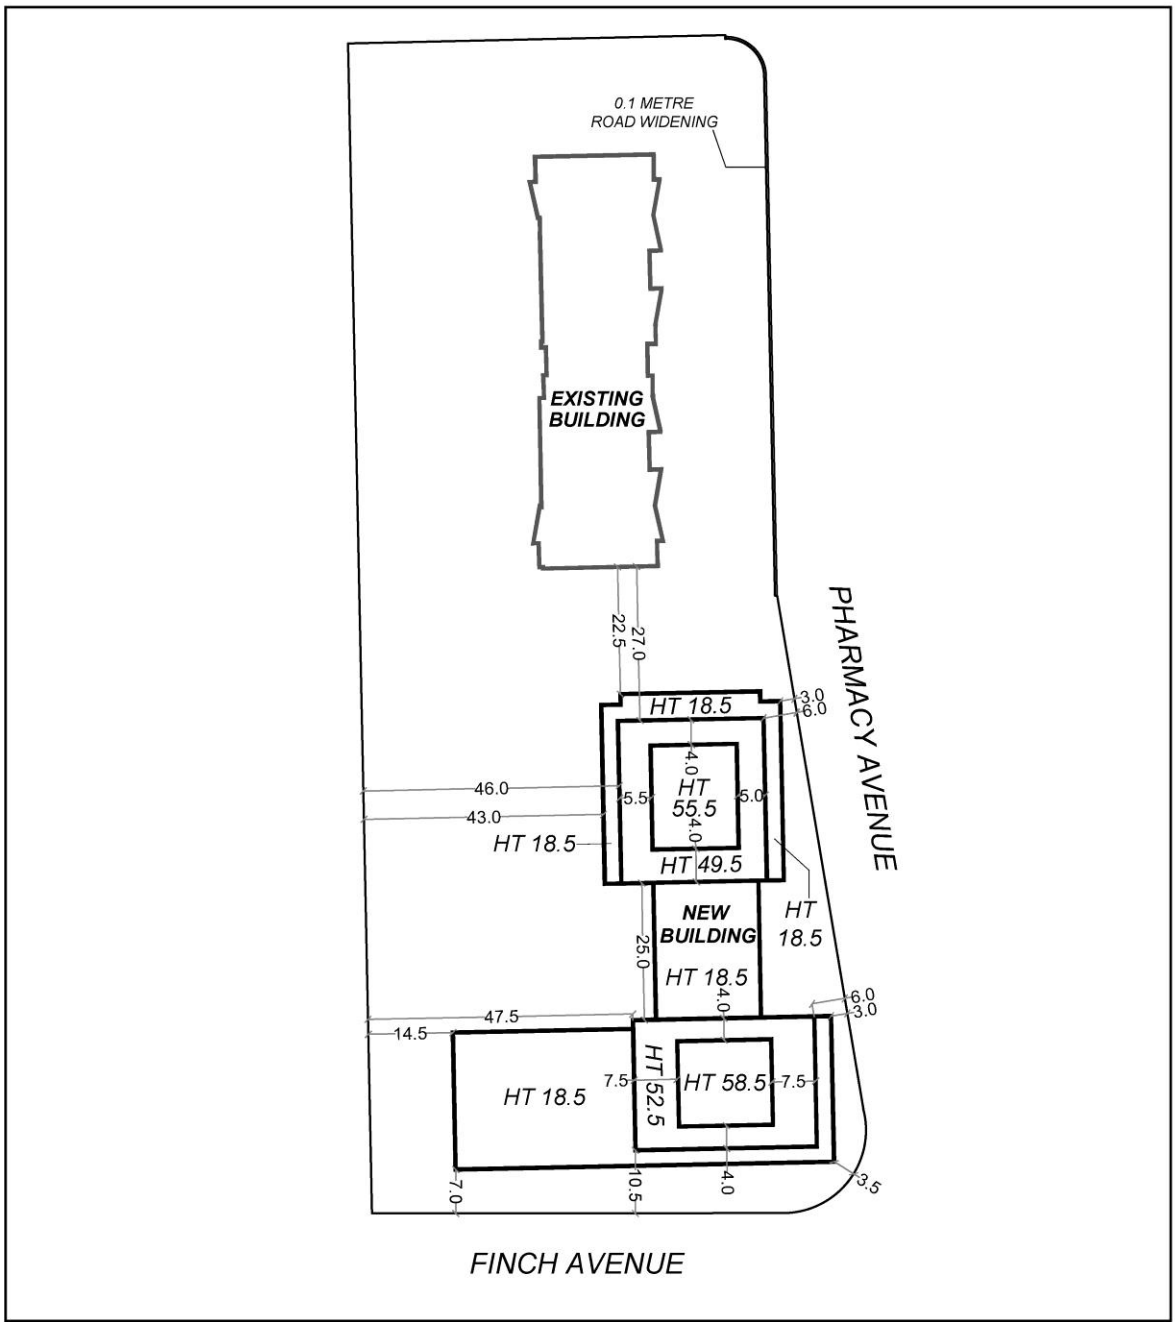 0.1 METRE
ROAD WIDENING
EXISTING
BUILDING
22.5
27.0
PHARMACY AVENUE
3.0
HT 18.5
6.0
4.0
46.0
HT
55.5
5.5
5.0
43.0
4.0
HT 18.5
HT 49.5
HT
18.5
NEW
BUILDING
25.0
HT 18.5
4.0
6.0
3.0
47.5
14.5
HT 52.5
7.5
HT 58.5
7.5
HT 18.5
7.0
10.5
4.0
3.5
FINCH AVENUE